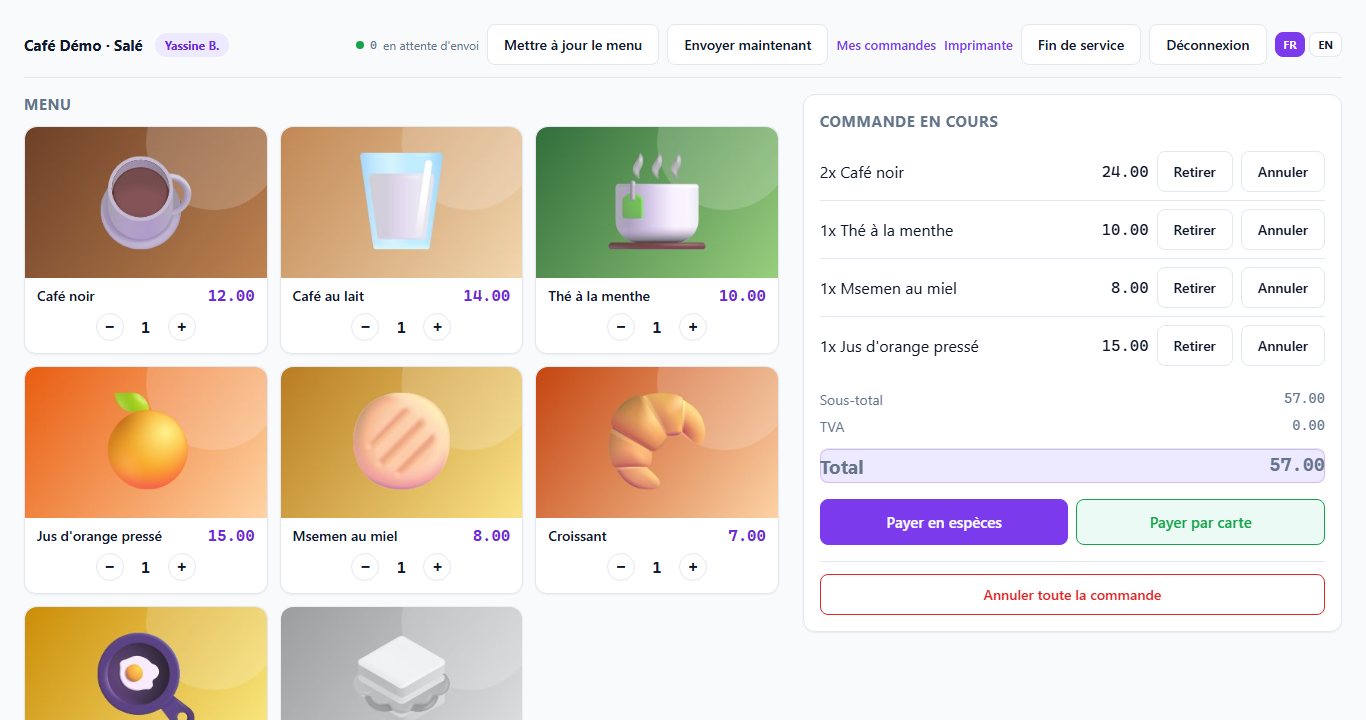 Café Démo · Salé Yassine B. 0 en attente d'envoi Mettre à jour le menu Envoyer maintenant Mes commandes Imprimante Fin de service Déconnexion FR EN
MENU
Café noir 12.00
− 1 +
Café au lait 14.00
− 1 +
Thé à la menthe 10.00
− 1 +
Jus d'orange pressé 15.00
− 1 +
Msemen au miel 8.00
− 1 +
Croissant 7.00
− 1 +
COMMANDE EN COURS
2x Café noir 24.00 Retirer Annuler
1x Thé à la menthe 10.00 Retirer Annuler
1x Msemen au miel 8.00 Retirer Annuler
1x Jus d'orange pressé 15.00 Retirer Annuler
Sous-total 57.00
TVA 0.00
Total 57.00
Payer en espèces Payer par carte
Annuler toute la commande